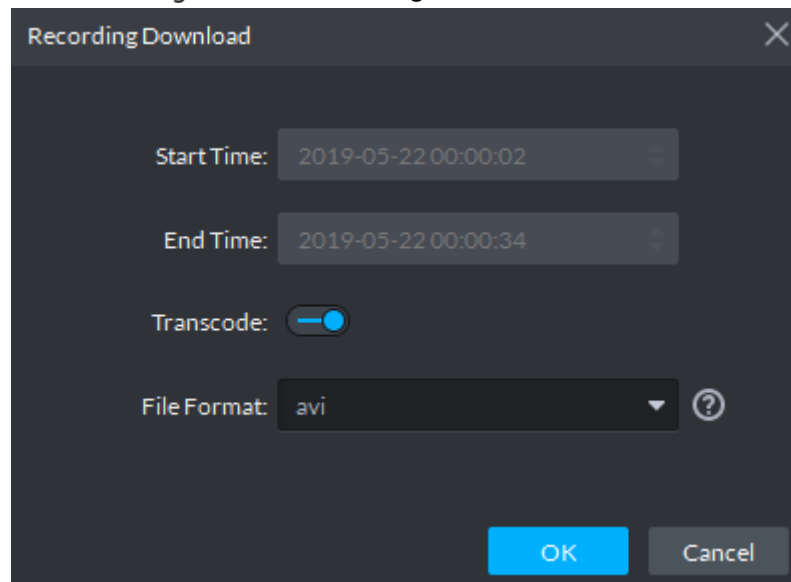 Recording Download
Start Time: 2019-05-22 00:00:02
End Time: 2019-05-22 00:00:34
Transcode:
File Format: avi
OK Cancel